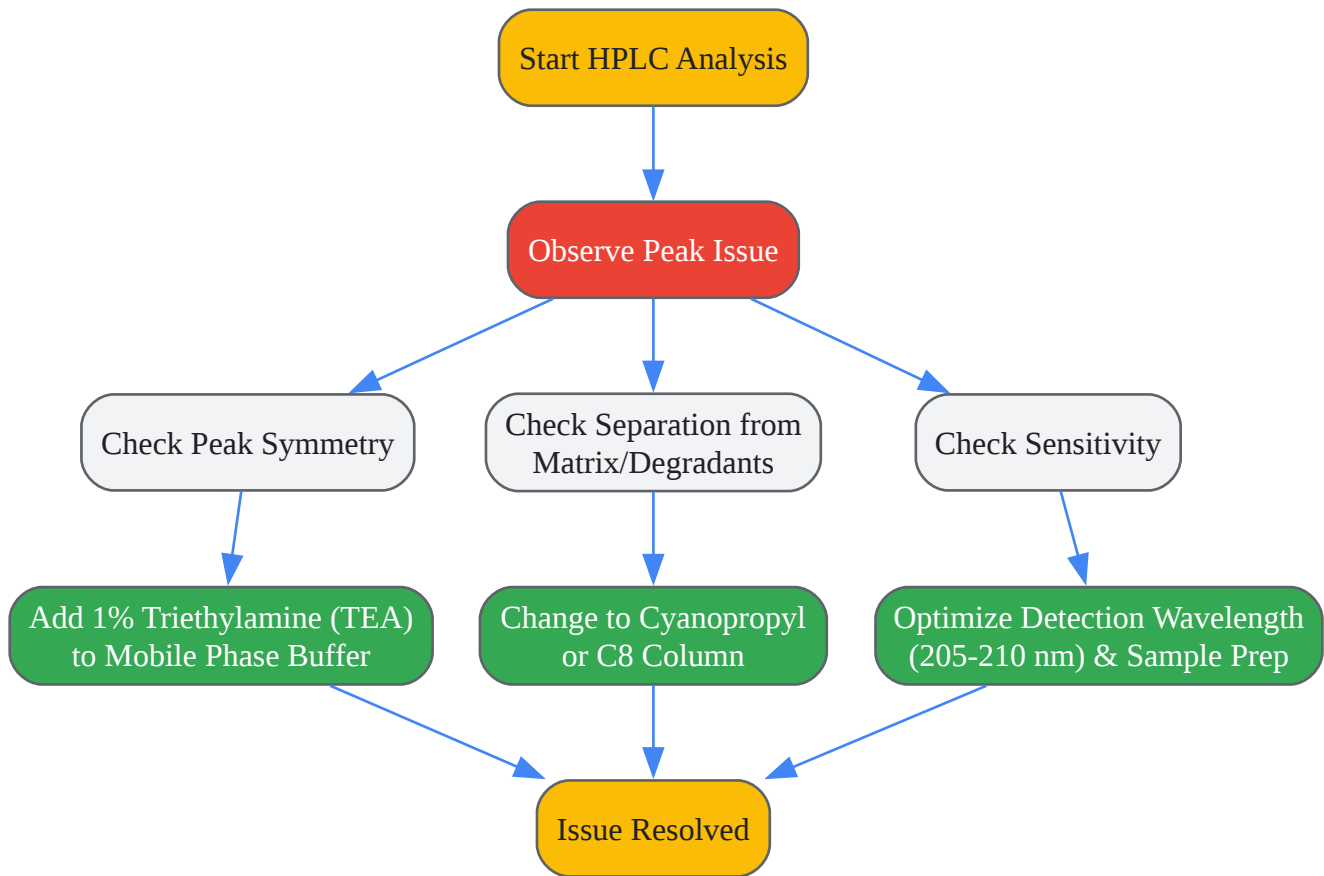 Start HPLC Analysis
Observe Peak Issue
Check Peak Symmetry
Check Separation from
Matrix/Degradants
Check Sensitivity
Add 1% Triethylamine (TEA)
to Mobile Phase Buffer
Change to Cyanopropyl
or C8 Column
Optimize Detection Wavelength
(205-210 nm) & Sample Prep
Issue Resolved